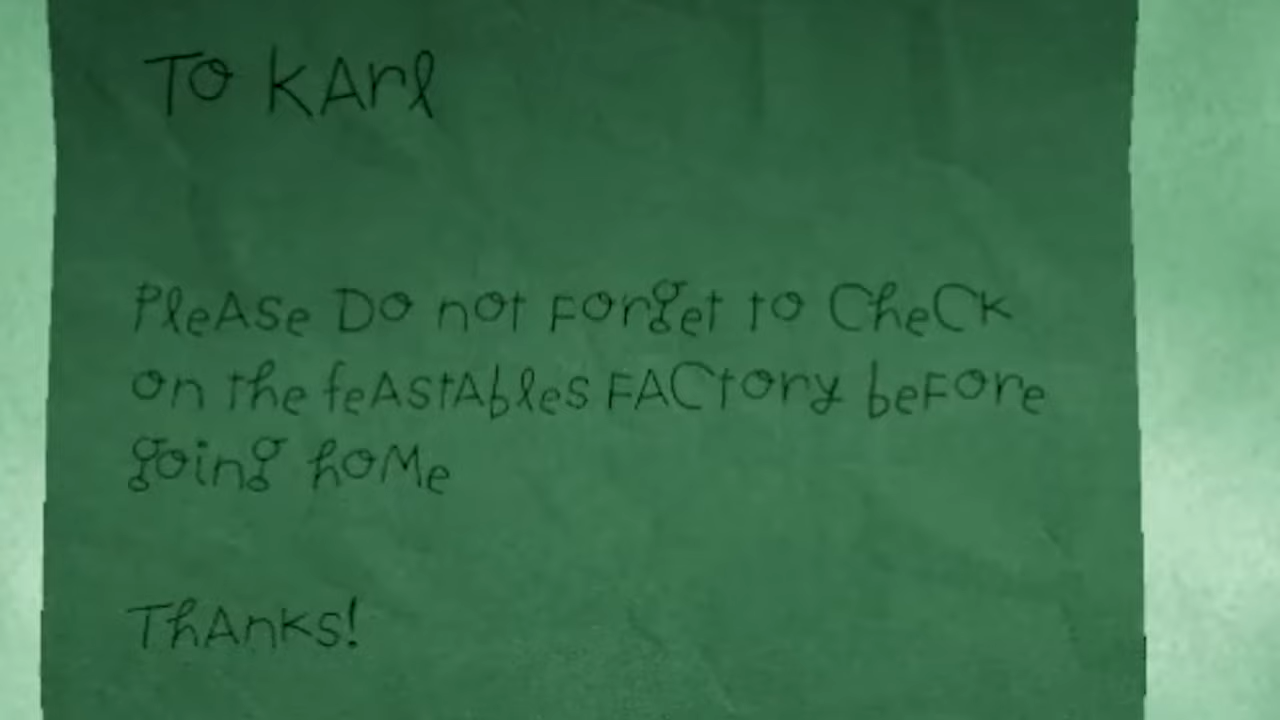 TO KArl
PleASe DO not Forget to CheCK
on the feAstAbles FACtory beFore
going hoMe
ThAnKs!